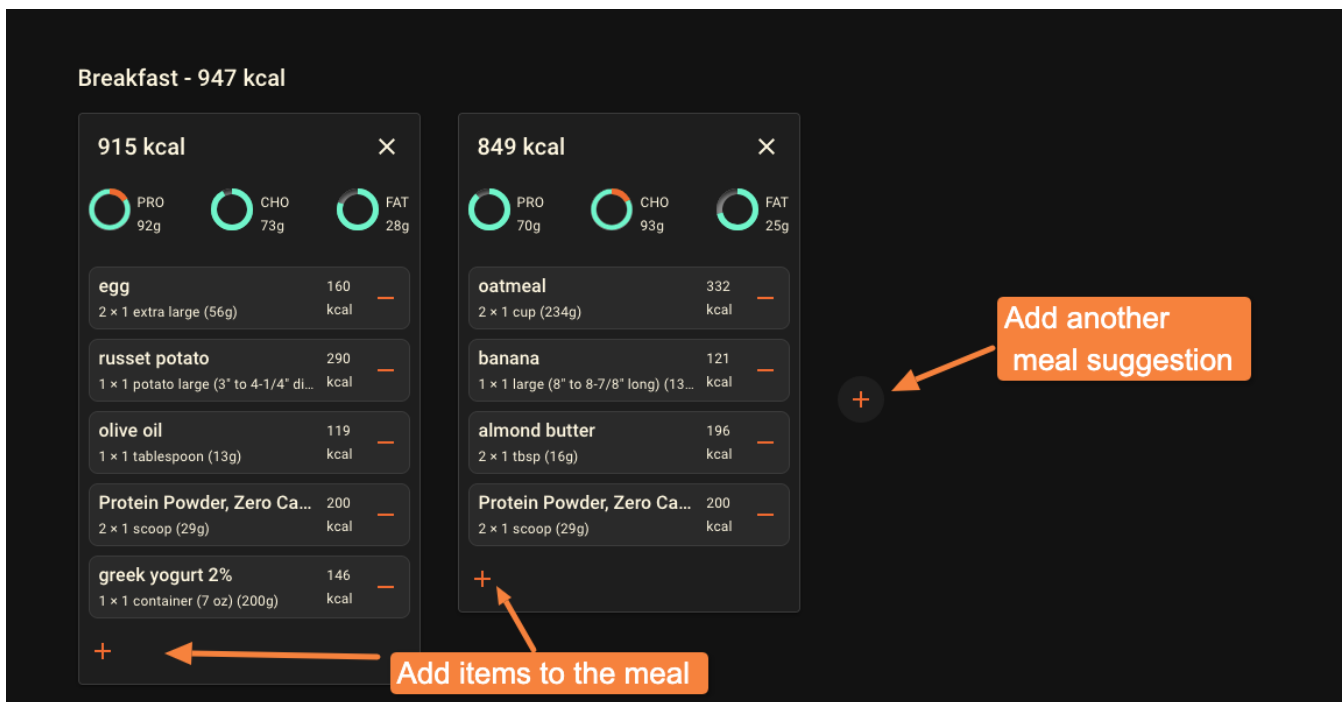 Breakfast - 947 kcal
915 kcal
PRO
92g
CHO
73g
FAT
28g
egg
160
2 × 1 extra large (56g)
kcal
russet potato
290
1 × 1 potato large (3" to 4-1/4" di...
kcal
olive oil
119
1 × 1 tablespoon (13g)
kcal
Protein Powder, Zero Ca...
200
2 × 1 scoop (29g)
kcal
greek yogurt 2%
146
1 × 1 container (7 oz) (200g)
kcal
849 kcal
PRO
70g
CHO
93g
FAT
25g
oatmeal
332
2 × 1 cup (234g)
kcal
banana
121
1 × 1 large (8" to 8-7/8" long) (13...
kcal
almond butter
196
2 × 1 tbsp (16g)
kcal
Protein Powder, Zero Ca...
200
2 × 1 scoop (29g)
kcal
Add another
meal suggestion
Add items to the meal